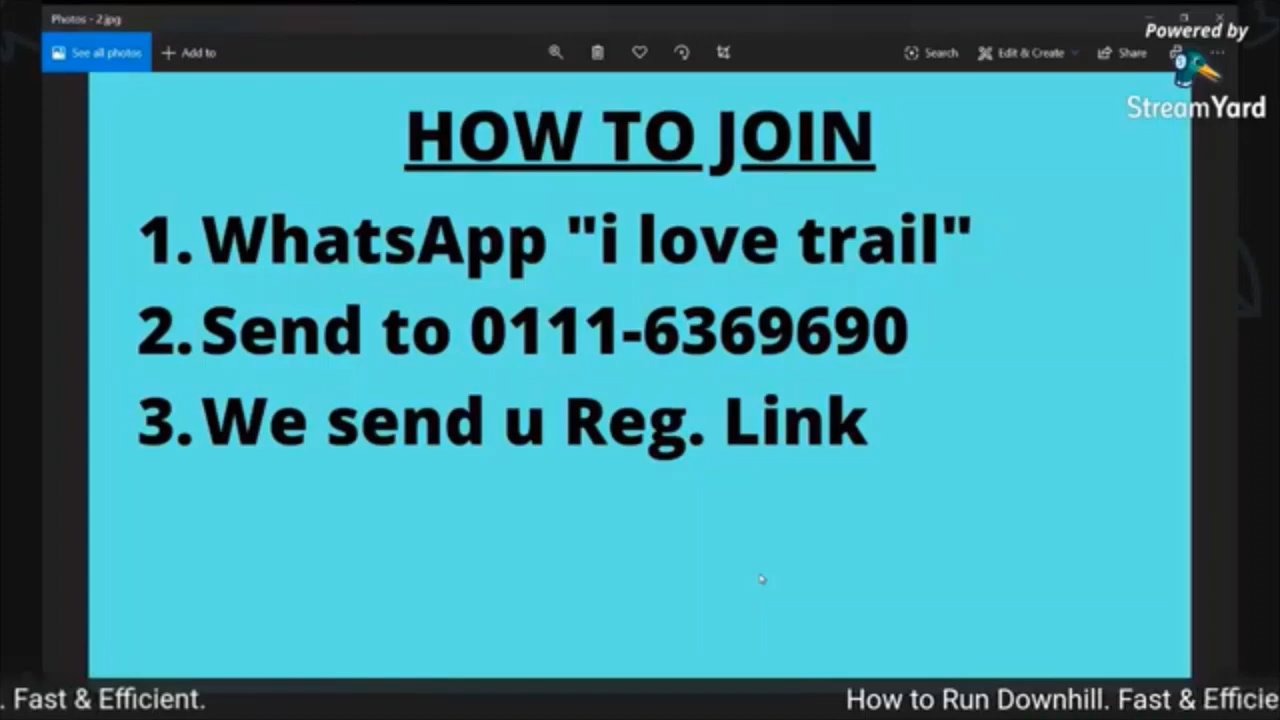 Photos - 2.jpg
Powered by
See all photos
Add to
Search
Edit & Create
Share
StreamYard
HOW TO JOIN
1. WhatsApp "i love trail"
2. Send to 0111-6369690
3. We send u Reg. Link
. Fast & Efficient.
How to Run Downhill. Fast & Efficie